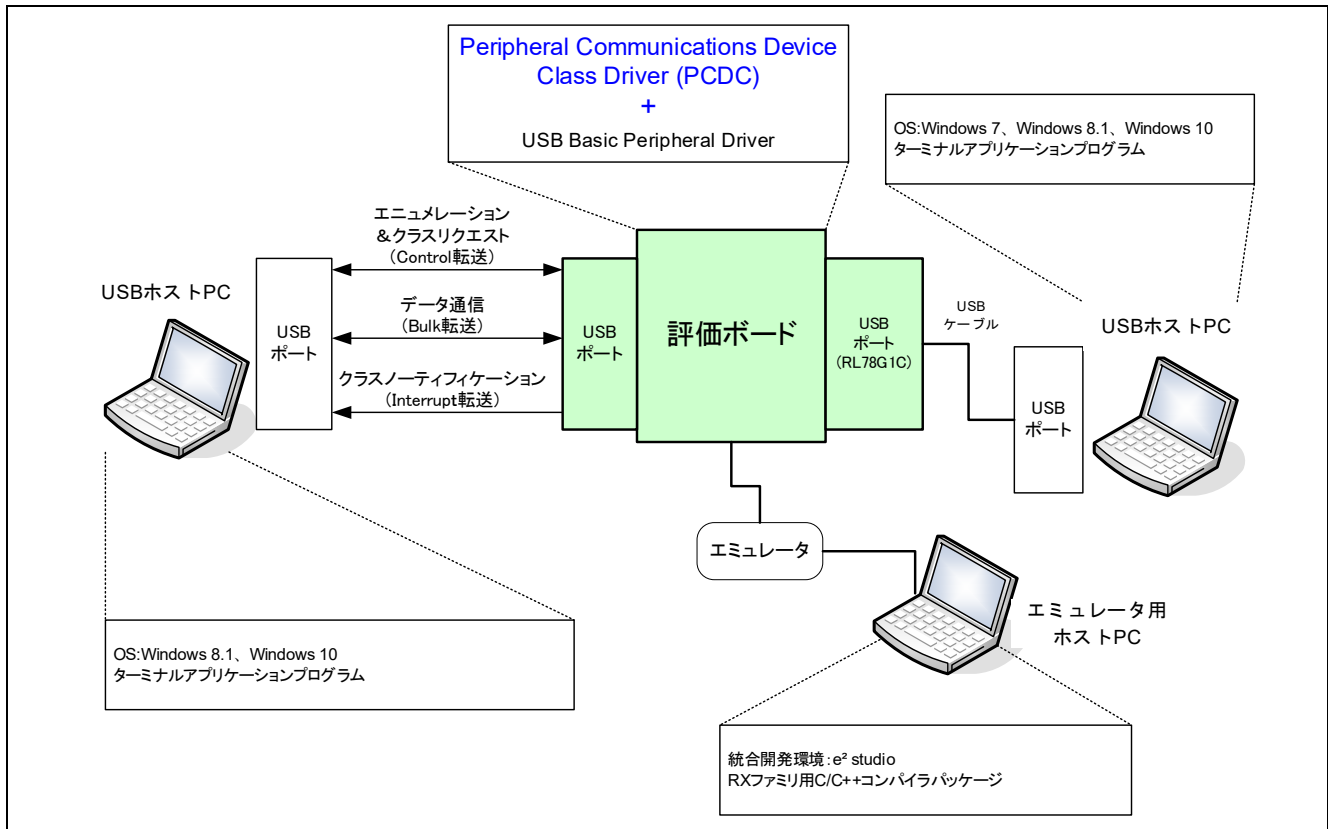 Peripheral Communications Device
Class Driver (PCDC)
+
USB Basic Peripheral Driver
OS:Windows 7、Windows 8.1、Windows 10
ターミナルアプリケーションプログラム
エニュメレーション
&クラスリクエスト
(Control転送)
データ通信
(Bulk転送)
クラスノーティフィケーション
(Interrupt転送)
USBホストPC
USB
ポート
USB
ポート
評価ボード
USB
ポート
(RL78G1C)
USB
ケーブル
USBホストPC
USB
ポート
エミュレータ
エミュレータ用
ホストPC
OS:Windows 8.1、Windows 10
ターミナルアプリケーションプログラム
統合開発環境:e² studio
RXファミリ用C/C++コンパイラパッケージ